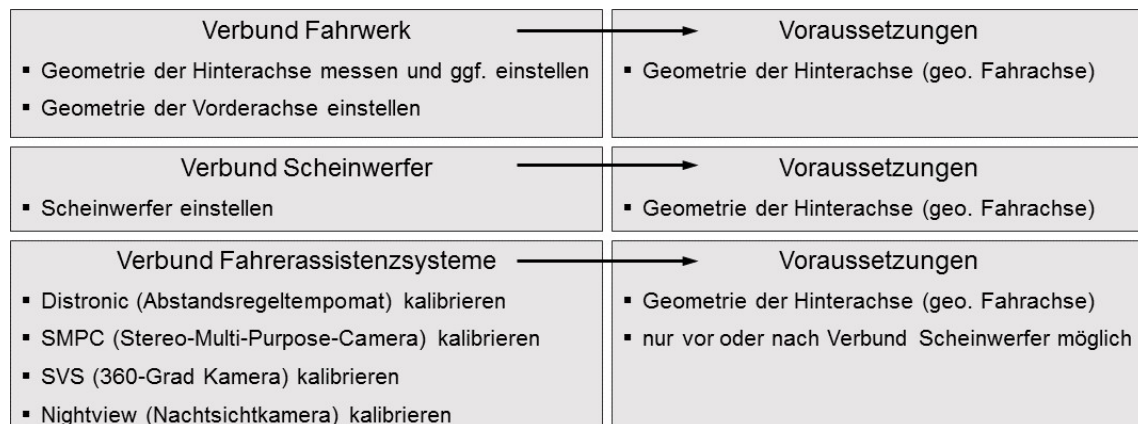 Verbund Fahrwerk
▪ Geometrie der Hinterachse messen und ggf. einstellen
▪ Geometrie der Vorderachse einstellen
Voraussetzungen
▪ Geometrie der Hinterachse (geo. Fahrachse)
Verbund Scheinwerfer
▪ Scheinwerfer einstellen
Voraussetzungen
▪ Geometrie der Hinterachse (geo. Fahrachse)
Verbund Fahrerassistenzsysteme
▪ Distronic (Abstandsregeltempomat) kalibrieren
▪ SMPC (Stereo-Multi-Purpose-Camera) kalibrieren
▪ SVS (360-Grad Kamera) kalibrieren
▪ Nightview (Nachtsichtkamera) kalibrieren
Voraussetzungen
▪ Geometrie der Hinterachse (geo. Fahrachse)
▪ nur vor oder nach Verbund Scheinwerfer möglich